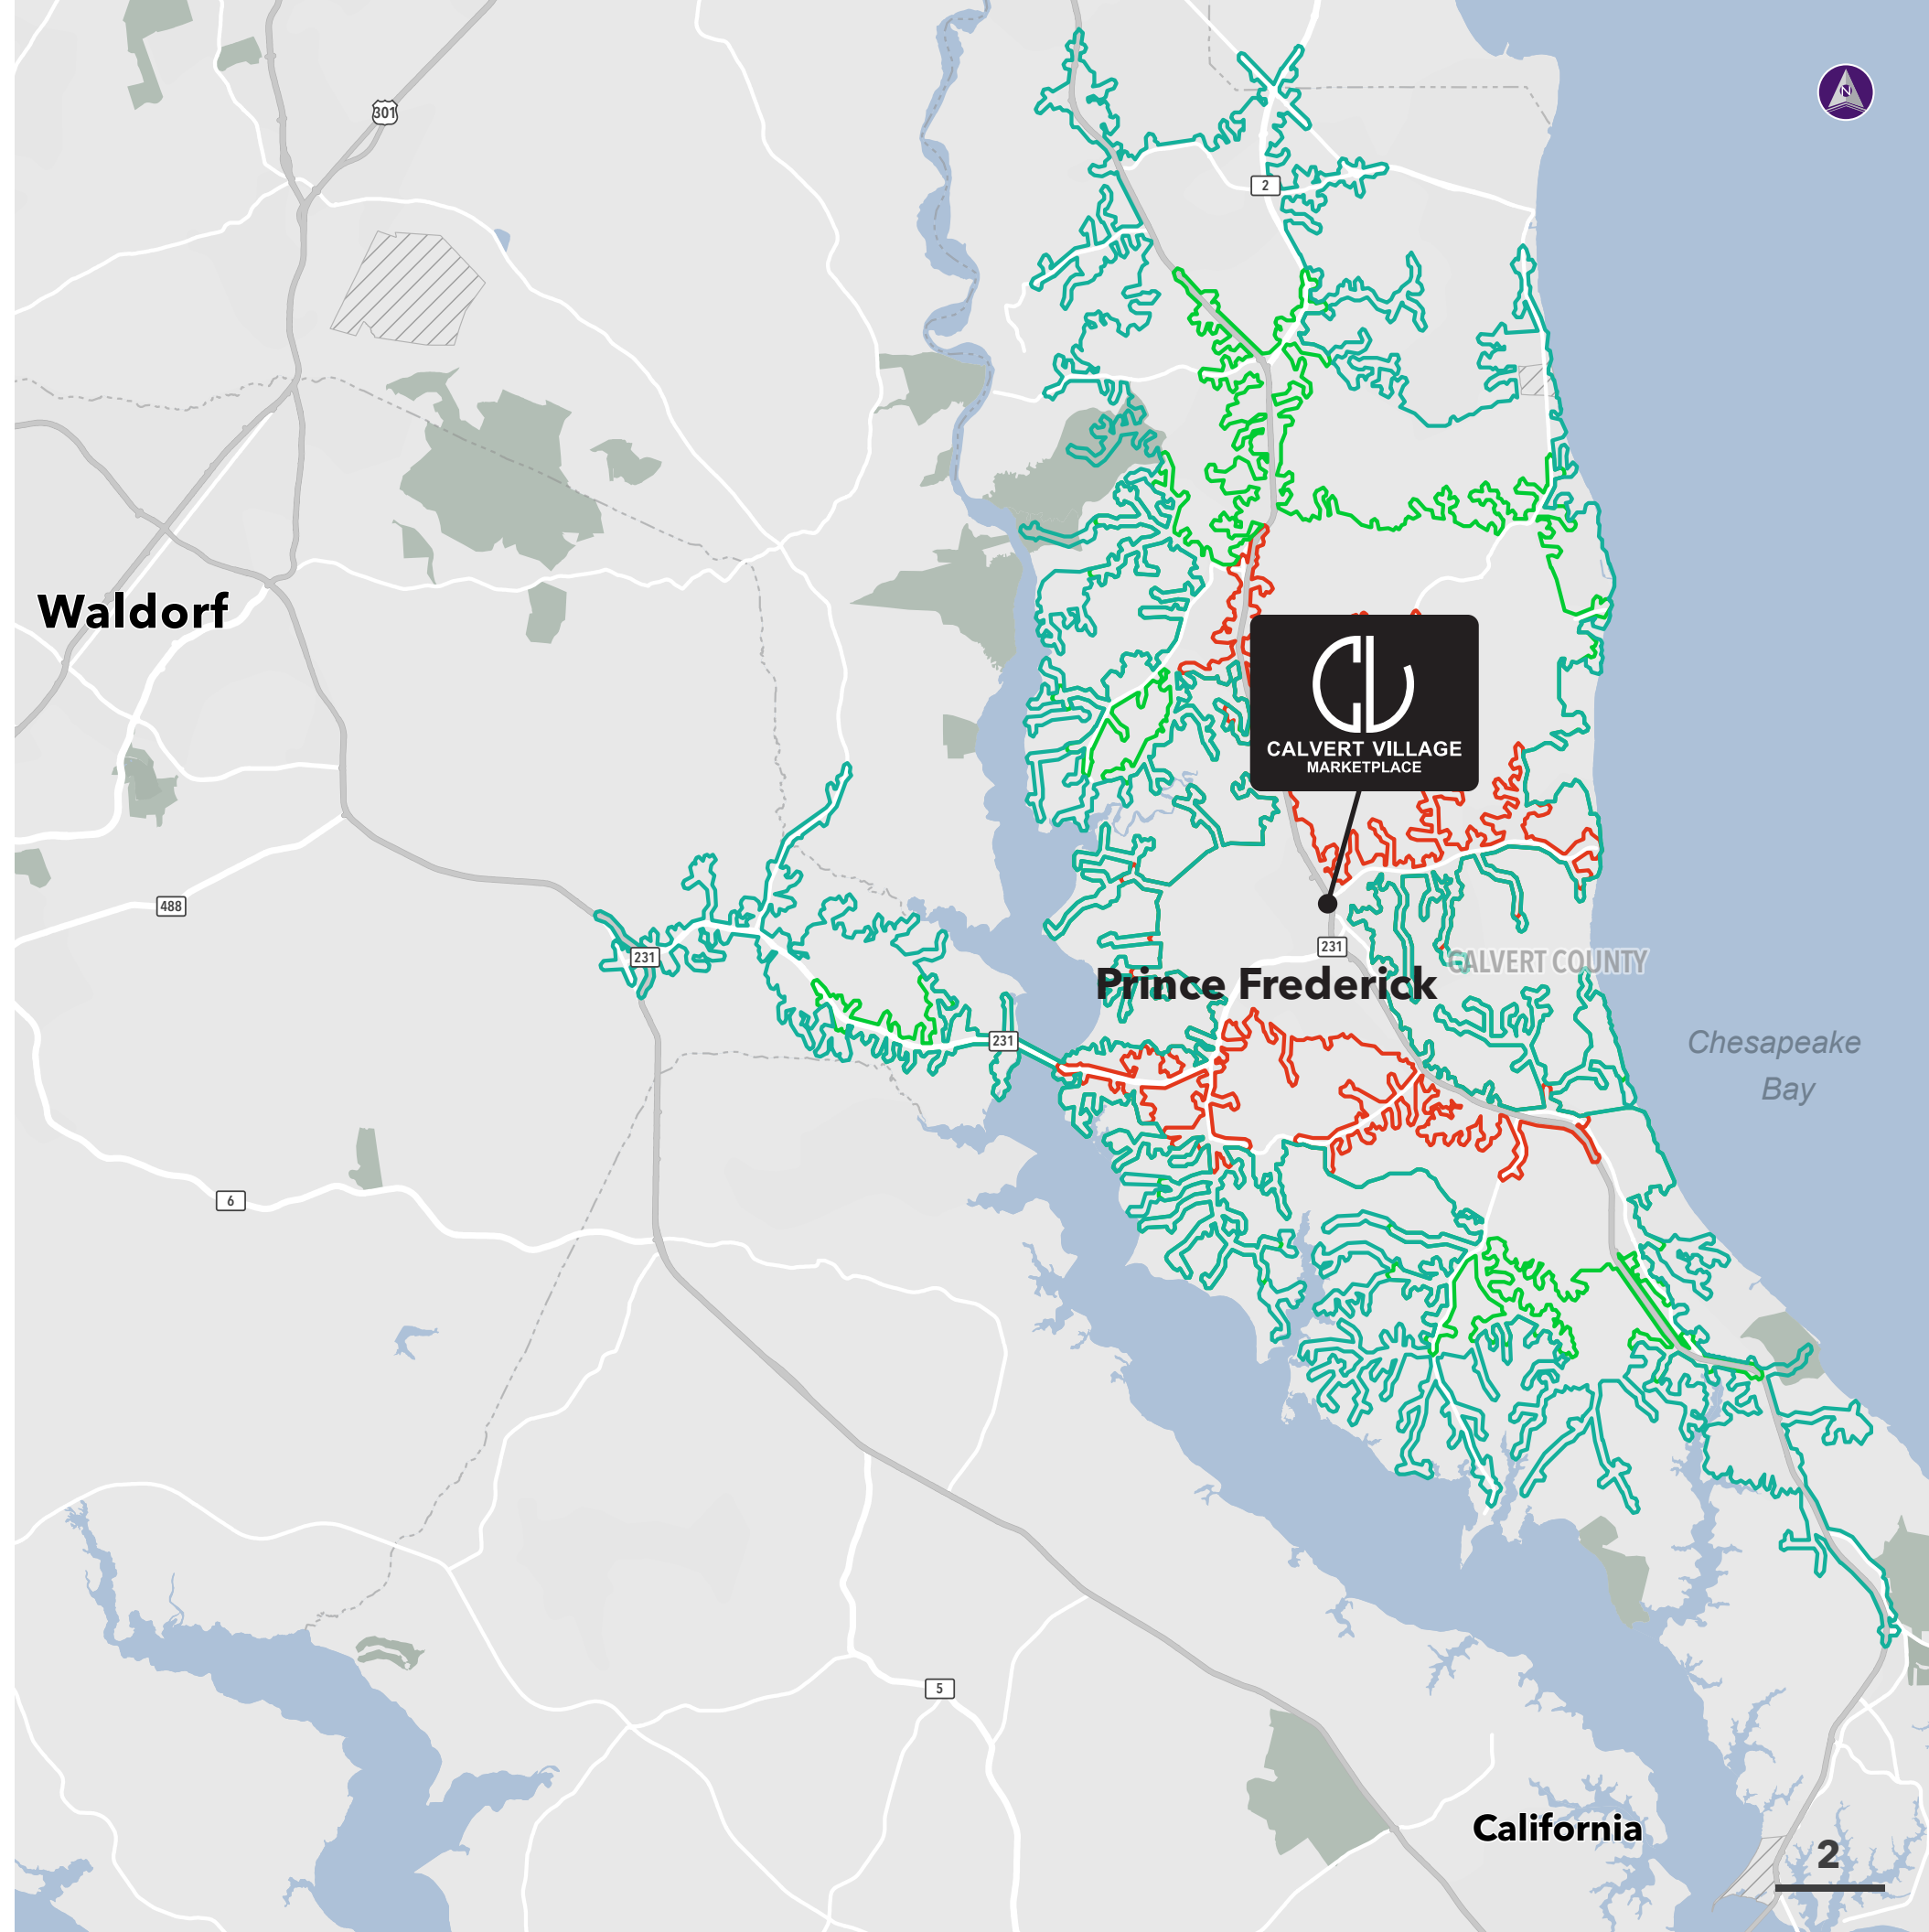 301
N
2
Waldorf
CALVERT VILLAGE
MARKETPLACE
488
231
231
CALVERT COUNTY
Prince Frederick
231
Chesapeake
Bay
6
5
California
2